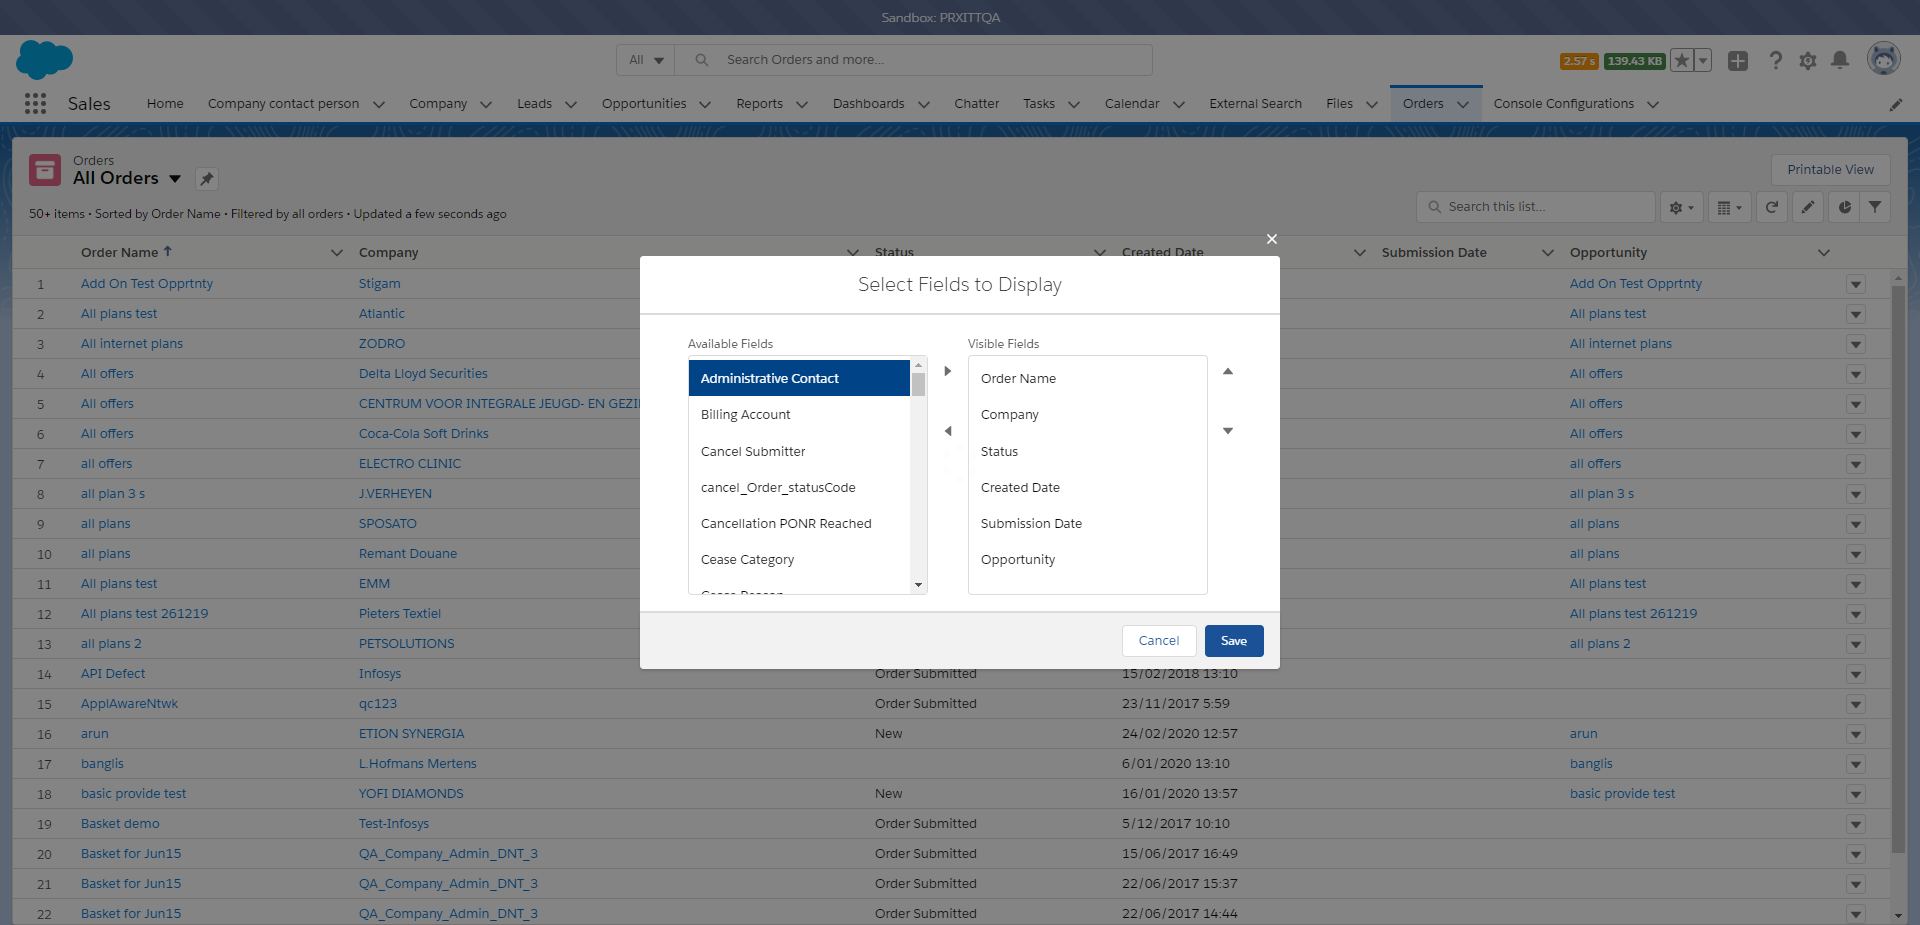 Sandbox: PRXITTQA
All
Search Orders and more...
2.57 s
139.43 KB
Sales
Home
Company contact person
Company
Leads
Opportunities
Reports
Dashboards
Chatter
Tasks
Calendar
External Search
Files
Orders
Console Configurations
Orders
All Orders
Printable View
50+ items • Sorted by Order Name • Filtered by all orders • Updated a few seconds ago
Search this list...
Order Name Company Status Created Date Submission Date Opportunity
Select Fields to Display
Available Fields
Administrative Contact
Billing Account
Cancel Submitter
cancel_Order_statusCode
Cancellation PONR Reached
Cease Category
Cease Reason
Visible Fields
Order Name
Company
Status
Created Date
Submission Date
Opportunity
Cancel
Save
1 Add On Test Opprtnty Stigam Add On Test Opprtnty
2 All plans test Atlantic All plans test
3 All internet plans ZODRO All internet plans
4 All offers Delta Lloyd Securities All offers
5 All offers CENTRUM VOOR INTEGRALE JEUGD- EN GEZI All offers
6 All offers Coca-Cola Soft Drinks All offers
7 all offers ELECTRO CLINIC all offers
8 all plan 3 s J.VERHEYEN all plan 3 s
9 all plans SPOSATO all plans
10 all plans Remant Douane all plans
11 All plans test EMM All plans test
12 All plans test 261219 Pieters Textiel All plans test 261219
13 all plans 2 PETSOLUTIONS all plans 2
14 API Defect Infosys Order Submitted 15/02/2018 13:10
15 ApplAwareNtwk qc123 Order Submitted 23/11/2017 5:59
16 arun ETION SYNERGIA New 24/02/2020 12:57 arun
17 banglis L.Hofmans Mertens 6/01/2020 13:10 banglis
18 basic provide test YOFI DIAMONDS New 16/01/2020 13:57 basic provide test
19 Basket demo Test-Infosys Order Submitted 5/12/2017 10:10
20 Basket for Jun15 QA_Company_Admin_DNT_3 Order Submitted 15/06/2017 16:49
21 Basket for Jun15 QA_Company_Admin_DNT_3 Order Submitted 22/06/2017 15:37
22 Basket for Jun15 QA_Company_Admin_DNT_3 Order Submitted 22/06/2017 14:44